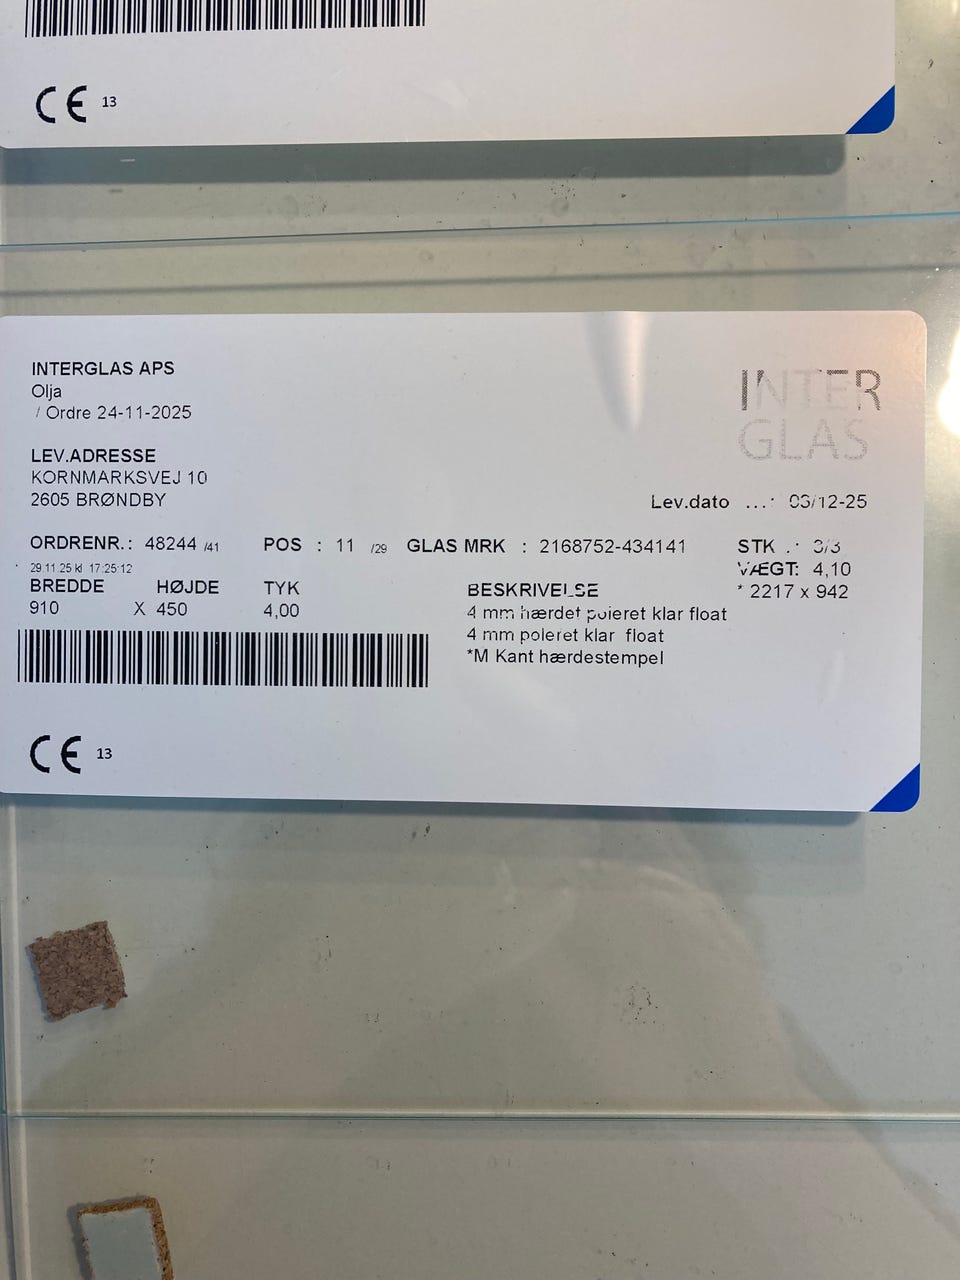 CE 13
INTERGLAS APS
Olja
/ Ordre 24-11-2025
INTER
GLAS
LEV.ADRESSE
KORNMARKSVEJ 10
2605 BRØNDBY
Lev.dato ...: 03/12-25
ORDRENR.: 48244 /41 POS : 11 /29 GLAS MRK : 2168752-434141 STK .: 3/3
29.11.25 kl 17:25:12
VÆGT: 4,10
BREDDE HØJDE TYK BESKRIVELSE * 2217 x 942
910 X 450 4,00
4 mm hærdet poleret klar float
4 mm poleret klar float
*M Kant hærdestempel
CE 13